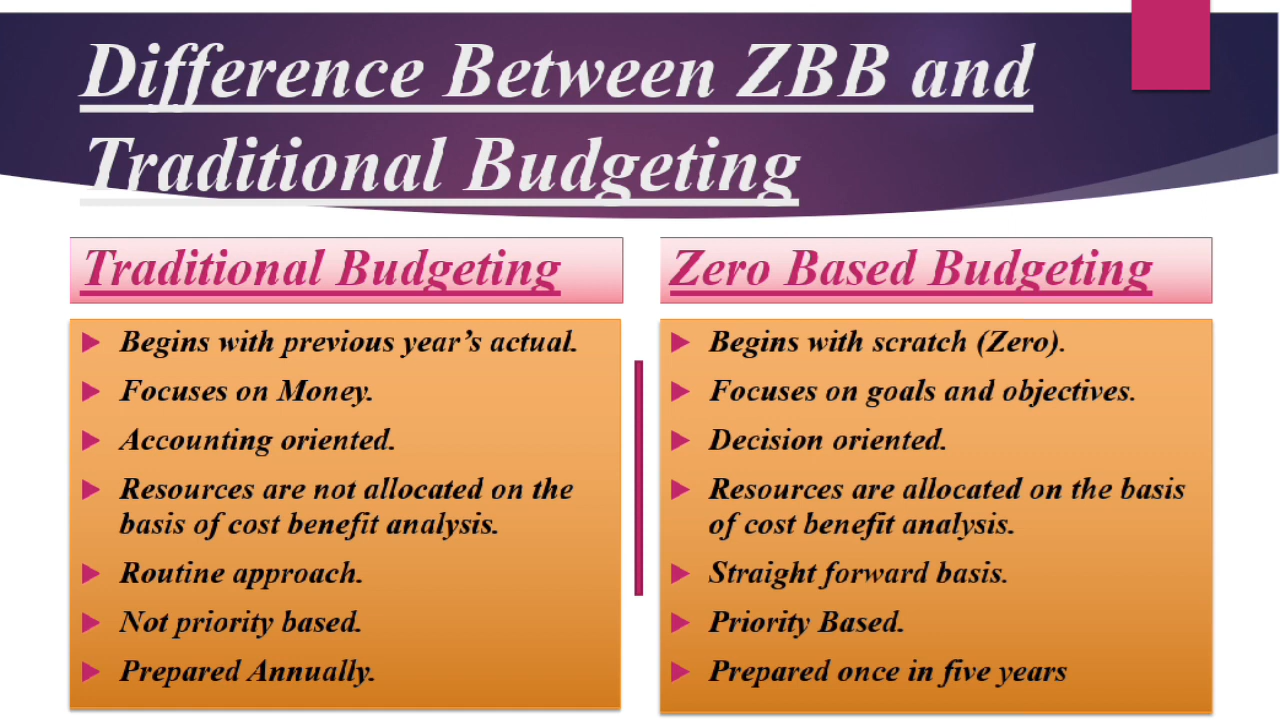 Difference Between ZBB and
Traditional Budgeting
Traditional Budgeting
Begins with previous year's actual.
Focuses on Money.
Accounting oriented.
Resources are not allocated on the
basis of cost benefit analysis.
Routine approach.
Not priority based.
Prepared Annually.
Zero Based Budgeting
Begins with scratch (Zero).
Focuses on goals and objectives.
Decision oriented.
Resources are allocated on the basis
of cost benefit analysis.
Straight forward basis.
Priority Based.
Prepared once in five years